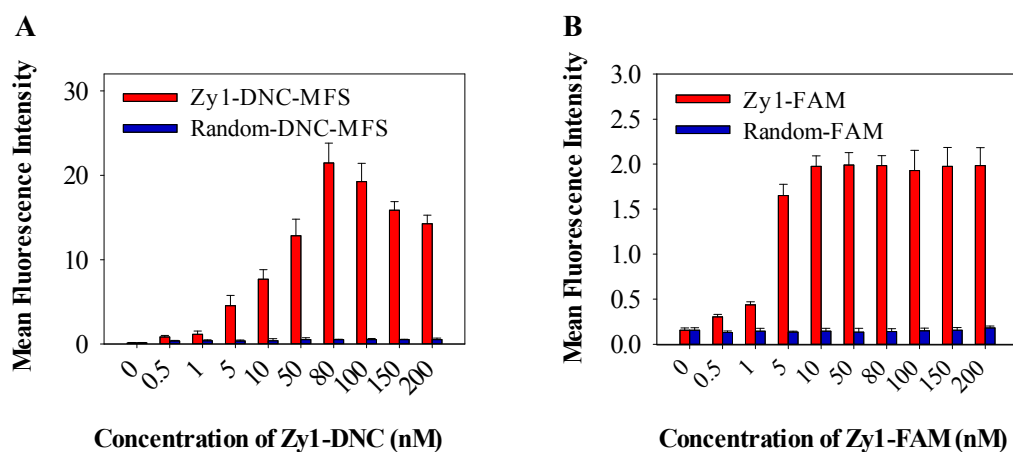 A
Mean Fluorescence Intensity
30
20
10
0
Zy1-DNC-MFS
Random-DNC-MFS
0 0.5 1 5 10 50 80 100 150 200
Concentration of Zy1-DNC (nM)
B
Mean Fluorescence Intensity
3.0
2.5
2.0
1.5
1.0
0.5
0.0
Zy1-FAM
Random-FAM
0 0.5 1 5 10 50 80 100 150 200
Concentration of Zy1-FAM (nM)